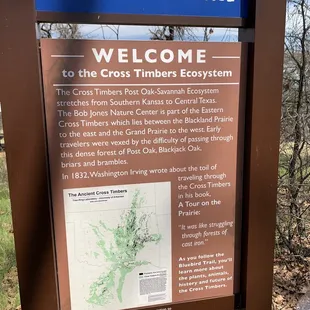 WELCOME
to the Cross Timbers Ecosystem
The Cross Timbers Post Oak-Savannah Ecosystem
stretches from Southern Kansas to Central Texas.
The Bob Jones Nature Center is part of the Eastern
Cross Timbers which lies between the Blackland Prairie
to the east and the Grand Prairie to the west. Early
travelers were vexed by the difficulty of passing through
this dense forest of Post Oak, Blackjack Oak,
briars and brambles.
In 1832, Washington Irving wrote about the toil of
traveling through
the Cross Timbers
in his book,
A Tour on the
Prairie:
"It was like struggling
through forests of
cast iron."
As you follow the
Bluebird Trail, you'll
learn more about
the plants, animals,
history and future
of the Cross Timbers.
The Ancient Cross Timbers